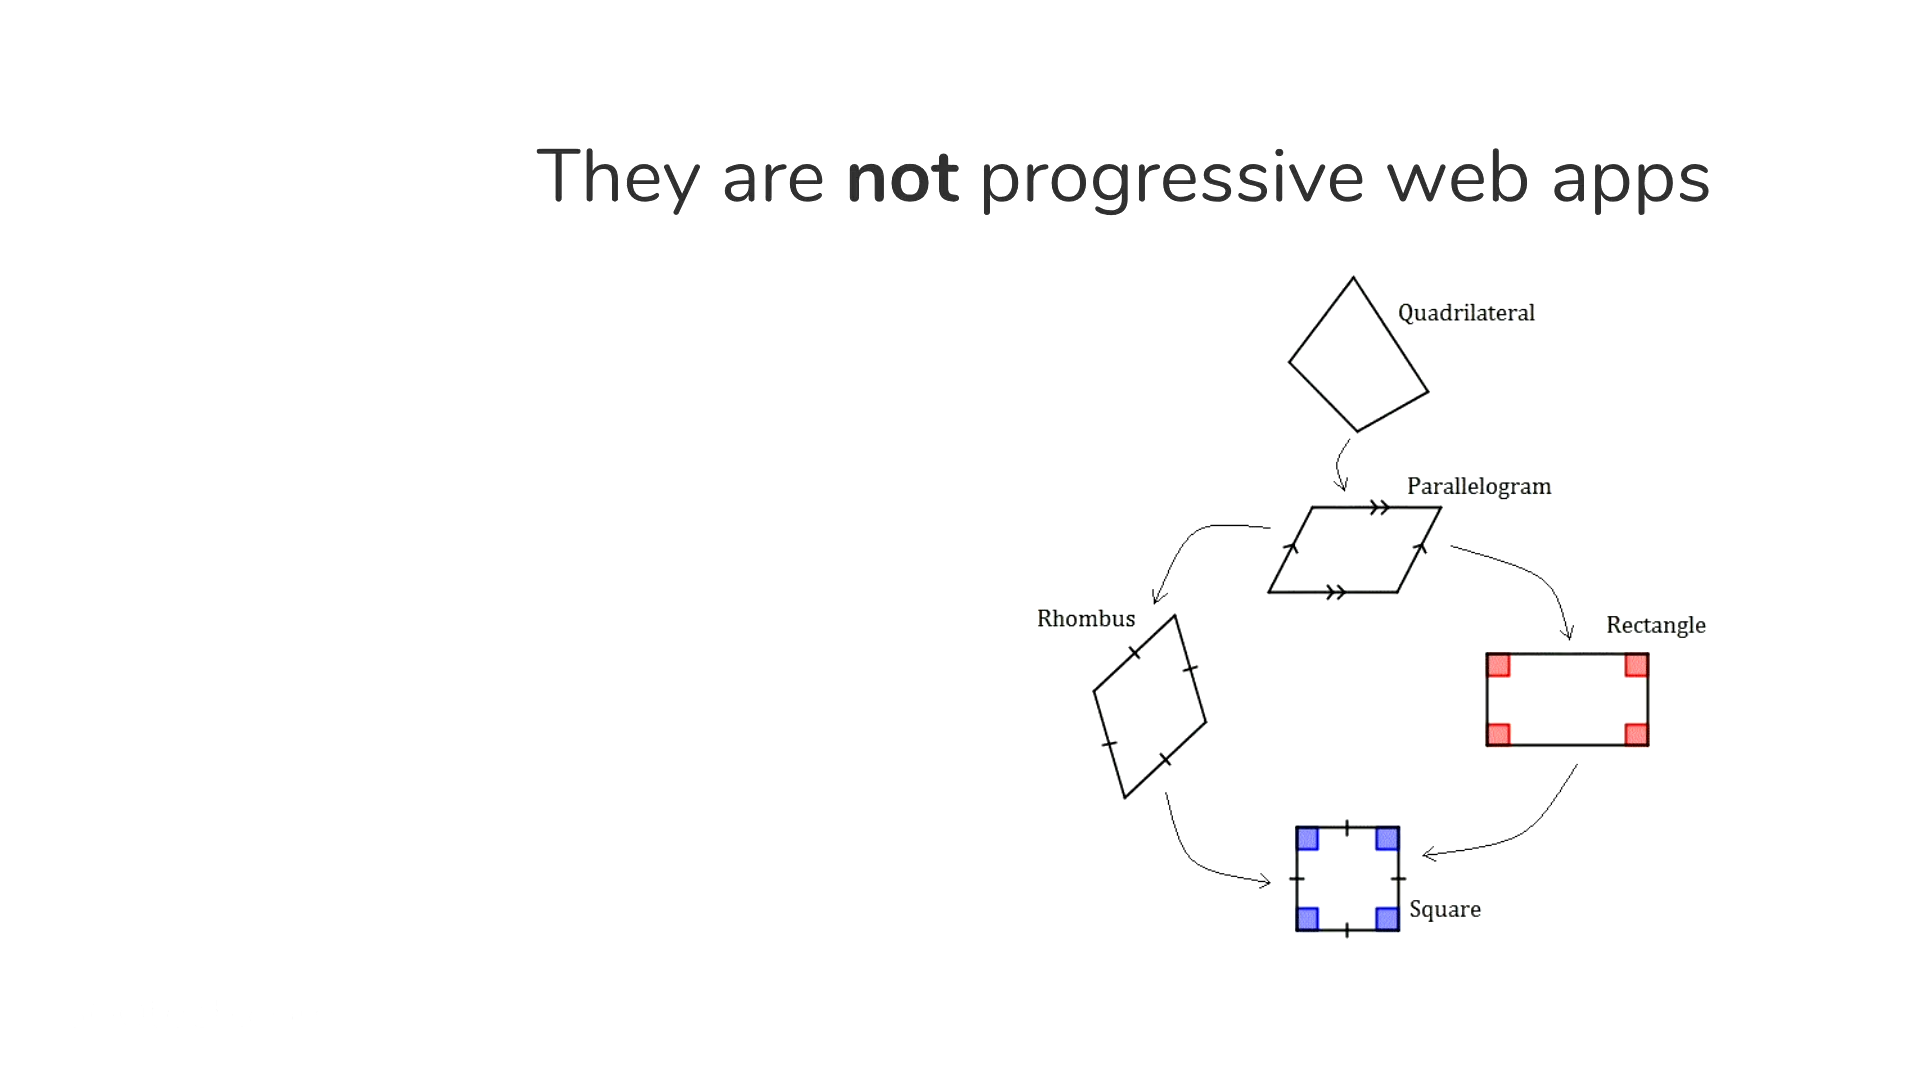 They are not progressive web apps
Quadrilateral
Parallelogram
Rhombus
Rectangle
Square